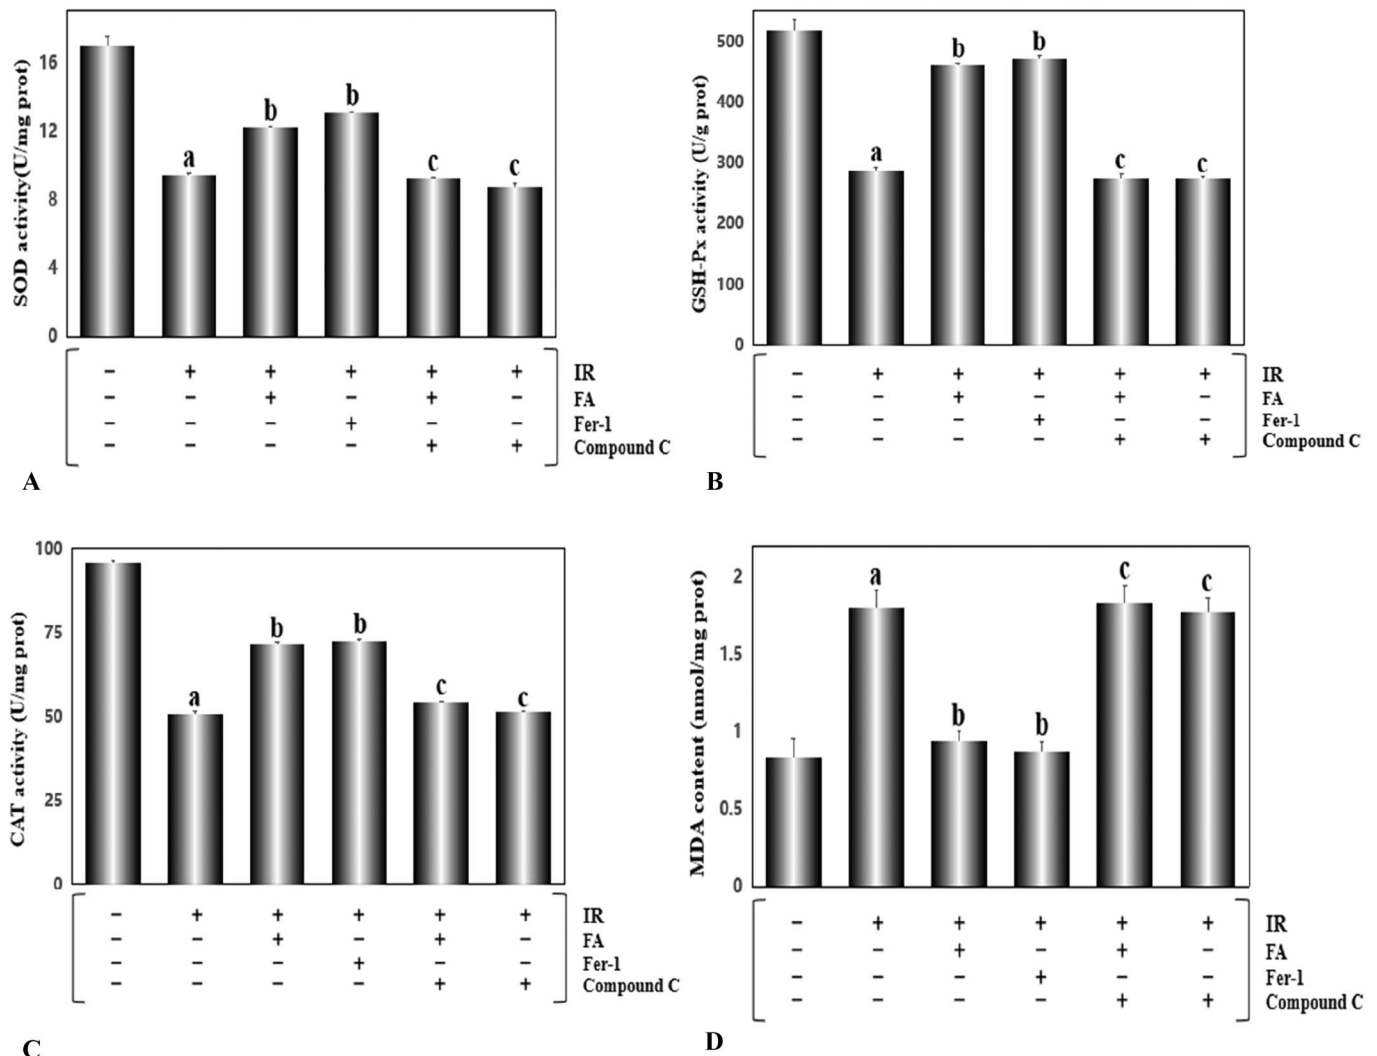 SOD activity(U/mg prot)
16
12
8
4
0
a
b
b
c
c
− + + + + + IR
− − + − + − FA
− − − + − − Fer-1
− − − − + + Compound C
A
GSH-Px activity (U/g prot)
500
400
300
200
100
0
a
b
b
c
c
− + + + + + IR
− − + − + − FA
− − − + − − Fer-1
− − − − + + Compound C
B
CAT activity (U/mg prot)
100
75
50
25
0
a
b
b
c
c
− + + + + + IR
− − + − + − FA
− − − + − − Fer-1
− − − − + + Compound C
C
MDA content (nmol/mg prot)
2
1.5
1
0.5
0
a
b
b
c
c
− + + + + + IR
− − + − + − FA
− − − + − − Fer-1
− − − − + + Compound C
D